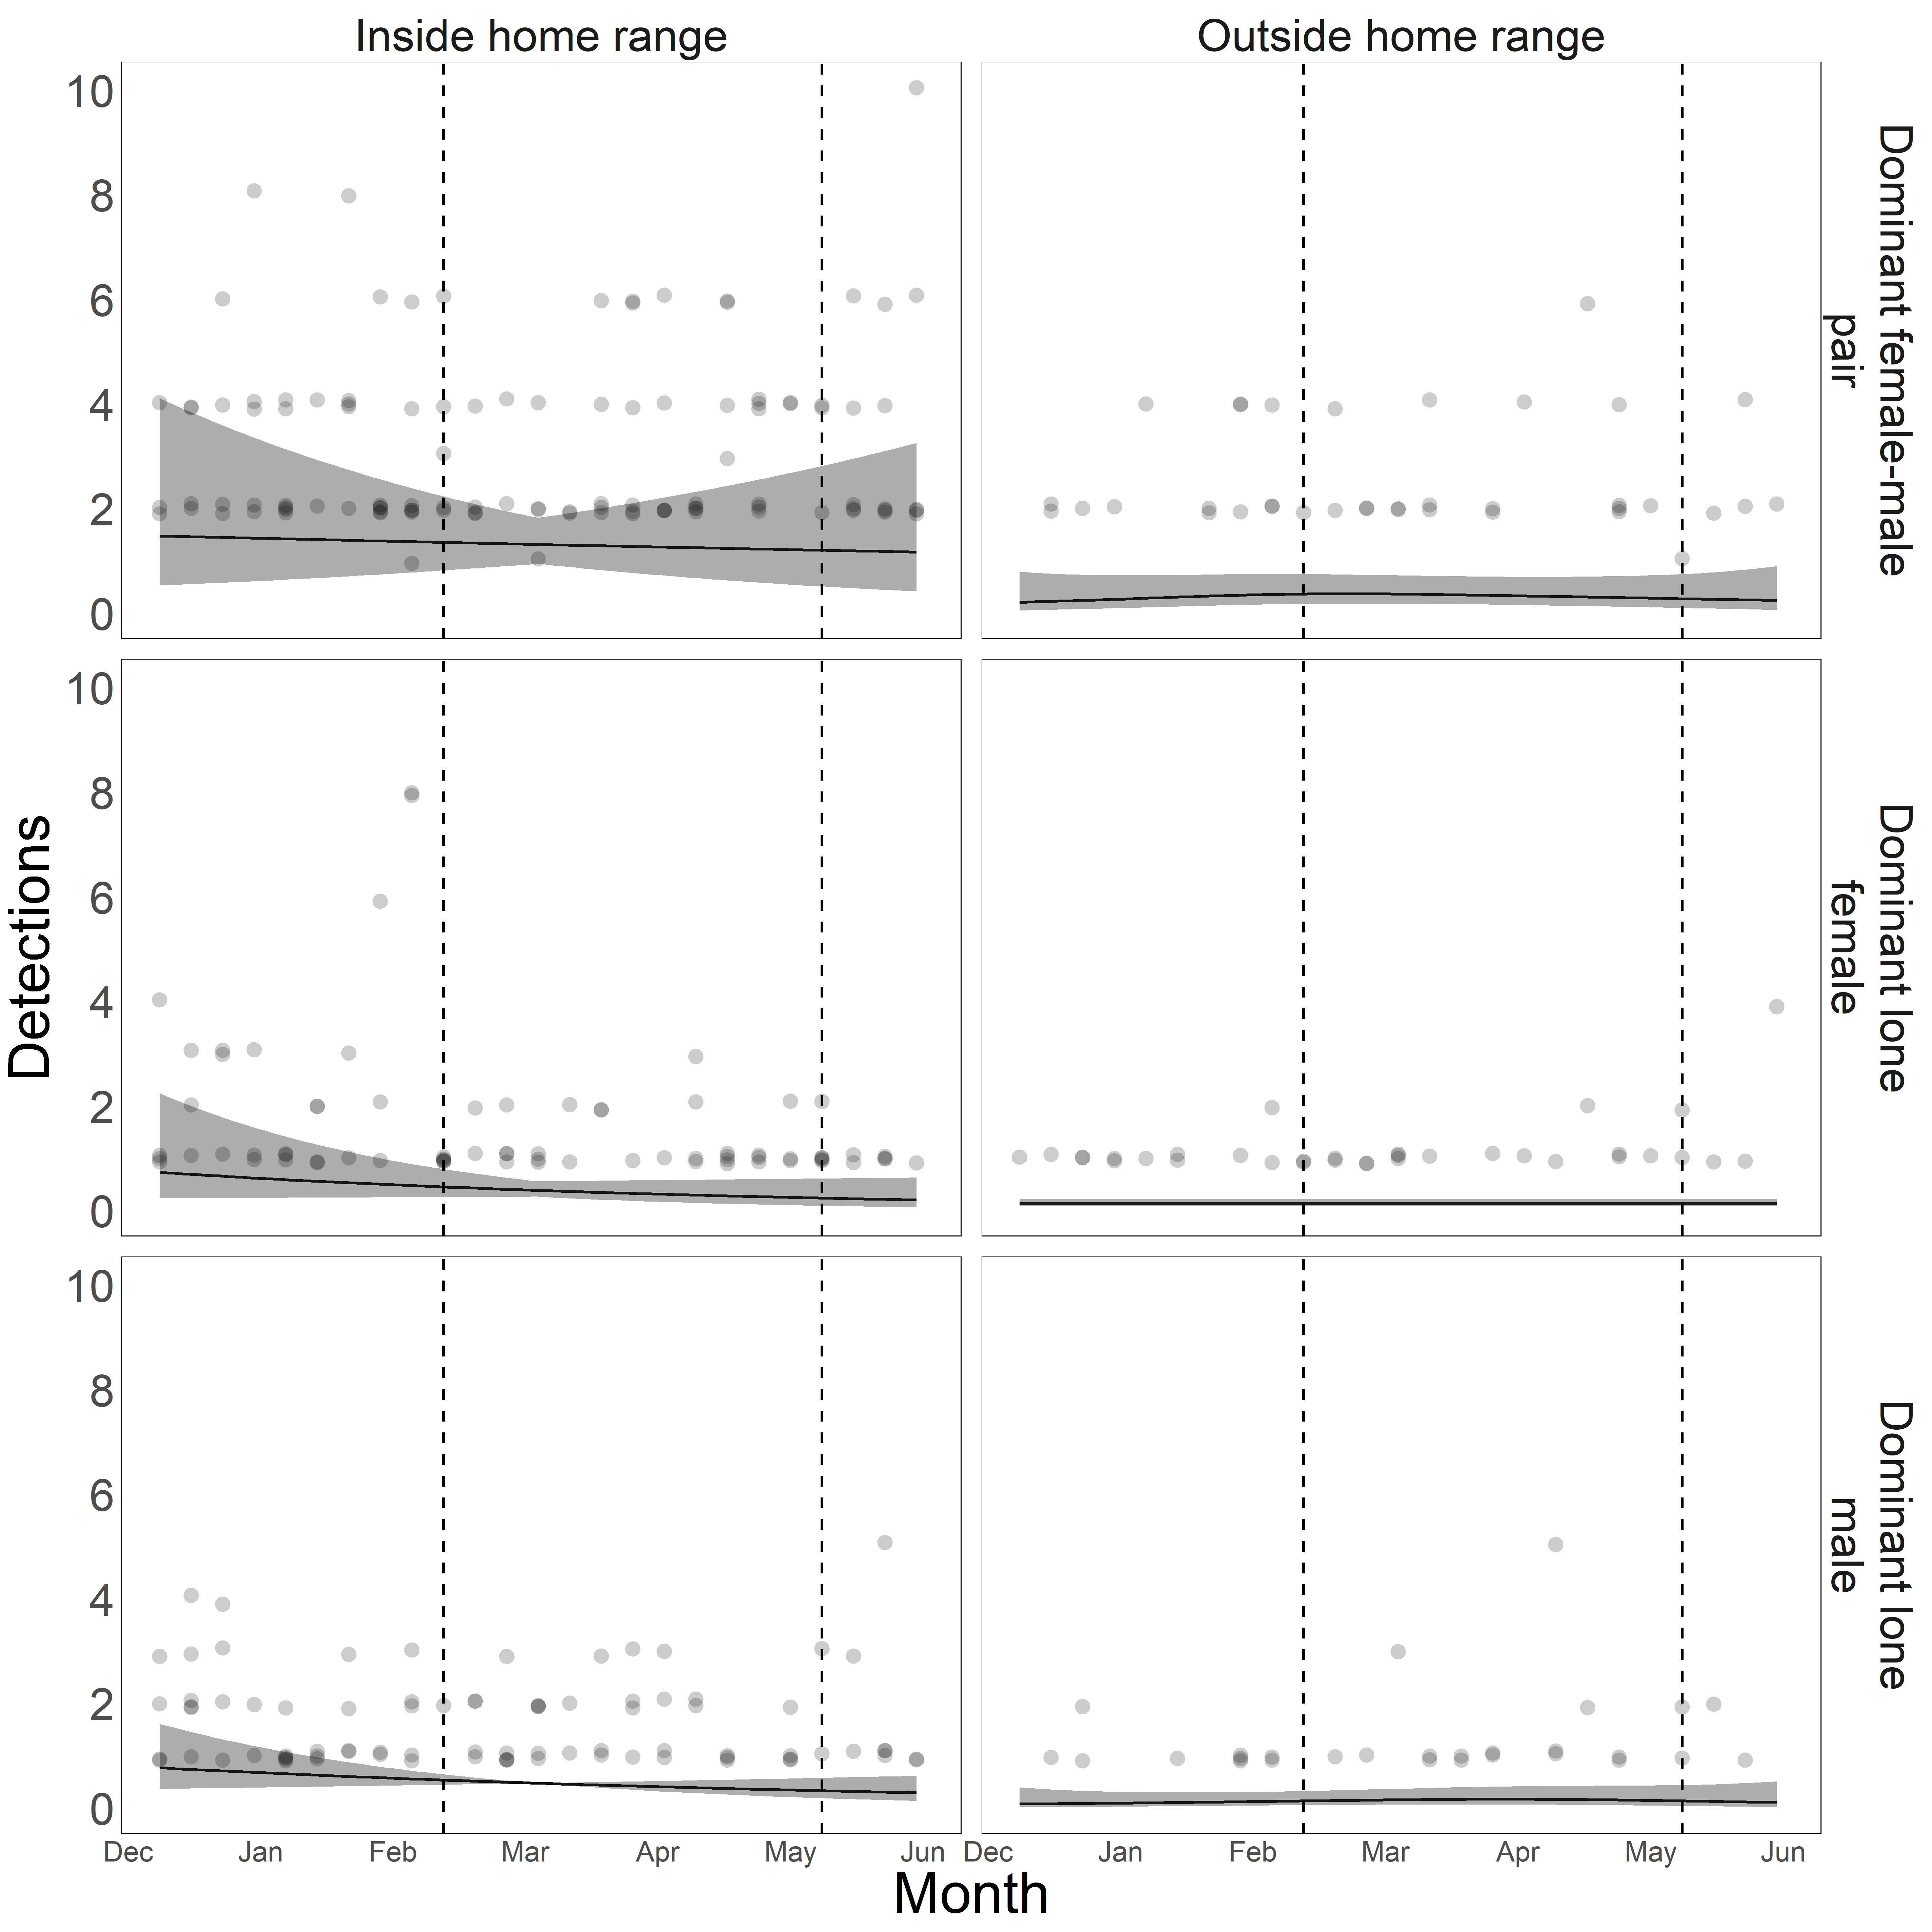 Inside home range
Outside home range
10
8
6
4
2
0
Dominant female-male
pair
10
8
6
4
2
0
Dominant lone
female
10
8
6
4
2
0
Dominant lone
male
Detections
Dec Jan Feb Mar Apr May Jun
Dec Jan Feb Mar Apr May Jun
Month